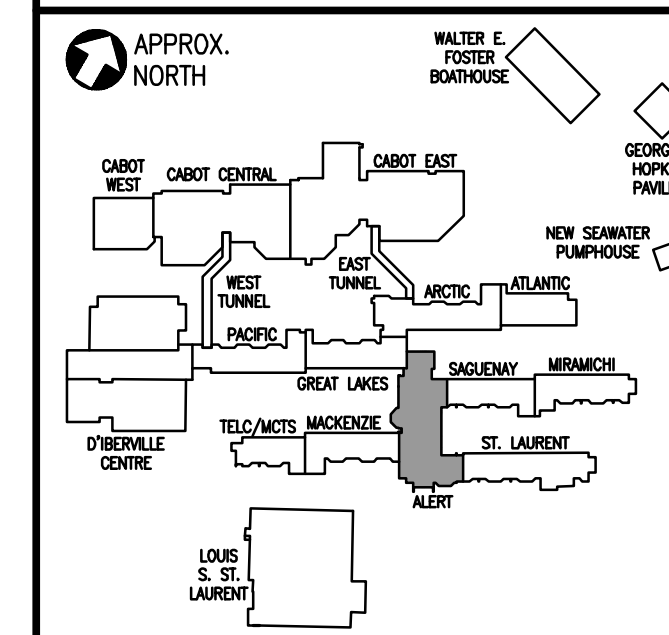 APPROX.
NORTH
WALTER E.
FOSTER
BOATHOUSE
CABOT
WEST
CABOT CENTRAL
CABOT EAST
NEW SEAWATER
PUMPHOUSE
WEST
TUNNEL
EAST
TUNNEL
ARCTIC
ATLANTIC
PACIFIC
GREAT LAKES
SAGUENAY
MIRAMICHI
D'IBERVILLE
CENTRE
TELC/MCTS
MACKENZIE
ST. LAURENT
ALERT
LOUIS
S. ST.
LAURENT